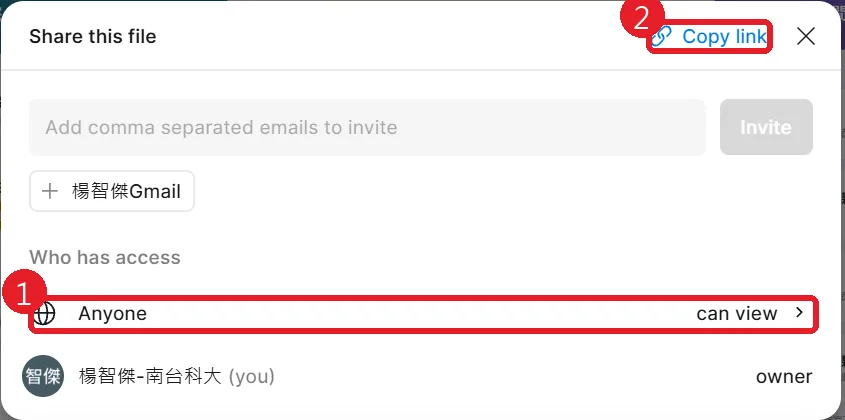 Share this file
2
Copy link
Add comma separated emails to invite
Invite
楊智傑Gmail
Who has access
1
Anyone
can view
智傑
楊智傑-南台科大 (you)
owner